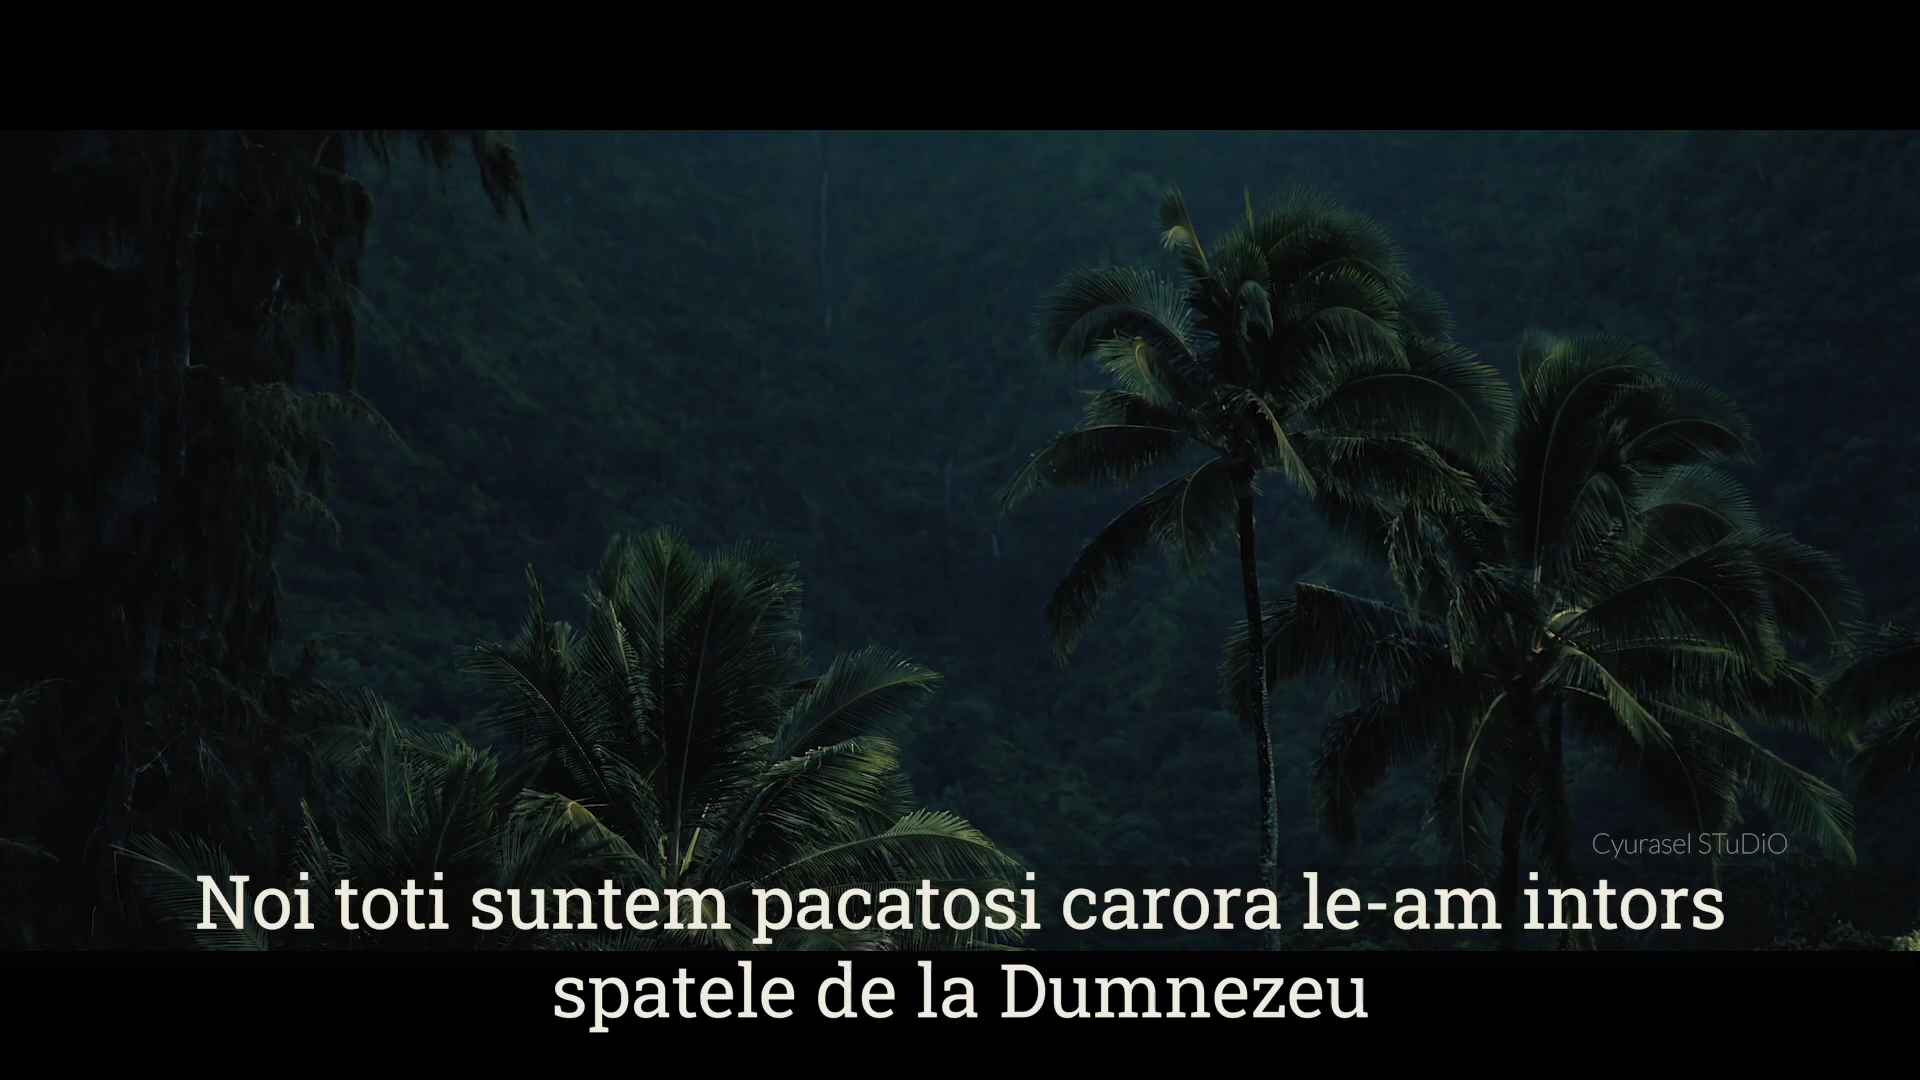 Cyurasel STuDiO
Noi toti suntem pacatosi carora le-am intors
spatele de la Dumnezeu